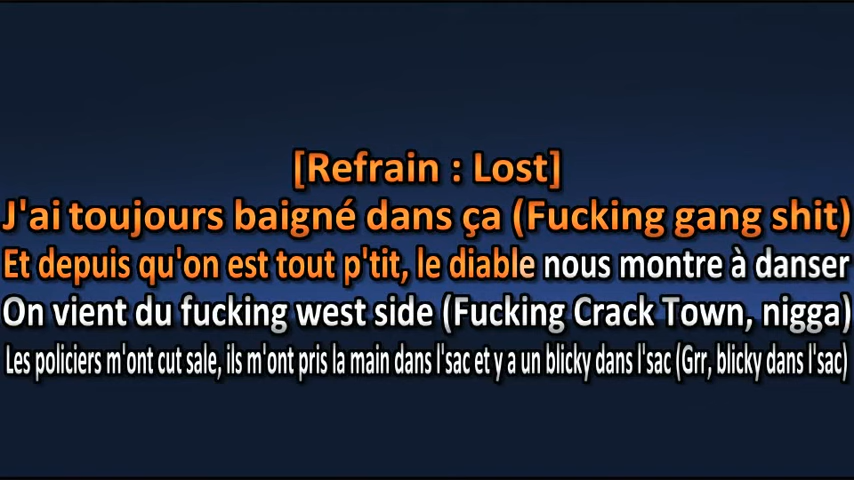 [Refrain : Lost]
J'ai toujours baigné dans ça (Fucking gang shit)
Et depuis qu'on est tout p'tit, le diable nous montre à danser
On vient du fucking west side (Fucking Crack Town, nigga)
Les policiers m'ont cut sale, ils m'ont pris la main dans l'sac et y a un blicky dans l'sac (Grr, blicky dans l'sac)